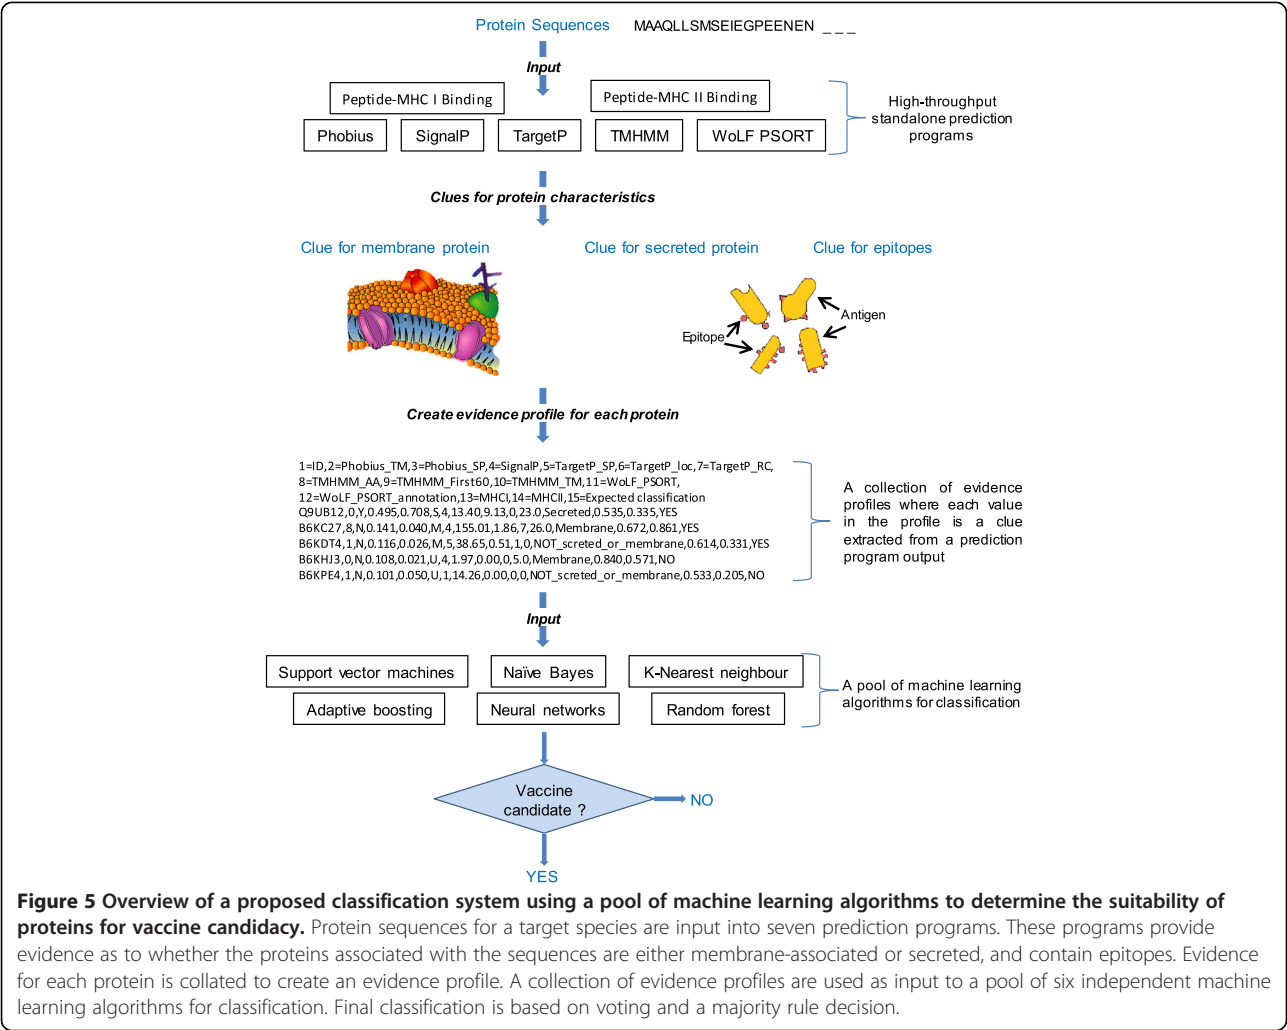 Protein Sequences MAAQLLSMSEIEGPEENEN _ _ _
Input
Peptide-MHC I Binding
Peptide-MHC II Binding
Phobius
SignalP
TargetP
TMHMM
WoLF PSORT
High-throughput
standalone prediction
programs
Clues for protein characteristics
Clue for membrane protein
Clue for secreted protein
Clue for epitopes
Epitope
Antigen
Create evidence profile for each protein
1=ID,2=Phobius_TM,3=Phobius_SP,4=SignalP,5=TargetP_SP,6=TargetP_loc,7=TargetP_RC,
8=TMHMM_AA,9=TMHMM_First60,10=TMHMM_TM,11=WoLF_PSORT,
12=WoLF_PSORT_annotation,13=MHCI,14=MHCII,15=Expected classification
Q9UB12,0,Y,0.495,0.708,S,4,13.40,9.13,0,23.0,Secreted,0.535,0.335,YES
B6KC27,8,N,0.141,0.040,M,4,155.01,1.86,7,26.0,Membrane,0.672,0.861,YES
B6KDT4,1,N,0.116,0.026,M,5,38.65,0.51,1,0,NOT_screted_or_membrane,0.614,0.331,YES
B6KHJ3,0,N,0.108,0.021,U,4,1.97,0.00,0,5.0,Membrane,0.840,0.571,NO
B6KPE4,1,N,0.101,0.050,U,1,14.26,0.00,0,0,NOT_screted_or_membrane,0.533,0.205,NO
A collection of evidence
profiles where each value
in the profile is a clue
extracted from a prediction
program output
Input
Support vector machines
Naïve Bayes
K-Nearest neighbour
Adaptive boosting
Neural networks
Random forest
A pool of machine learning
algorithms for classification
Vaccine
candidate ?
NO
YES
Figure 5 Overview of a proposed classification system using a pool of machine learning algorithms to determine the suitability of
proteins for vaccine candidacy. Protein sequences for a target species are input into seven prediction programs. These programs provide
evidence as to whether the proteins associated with the sequences are either membrane-associated or secreted, and contain epitopes. Evidence
for each protein is collated to create an evidence profile. A collection of evidence profiles are used as input to a pool of six independent machine
learning algorithms for classification. Final classification is based on voting and a majority rule decision.